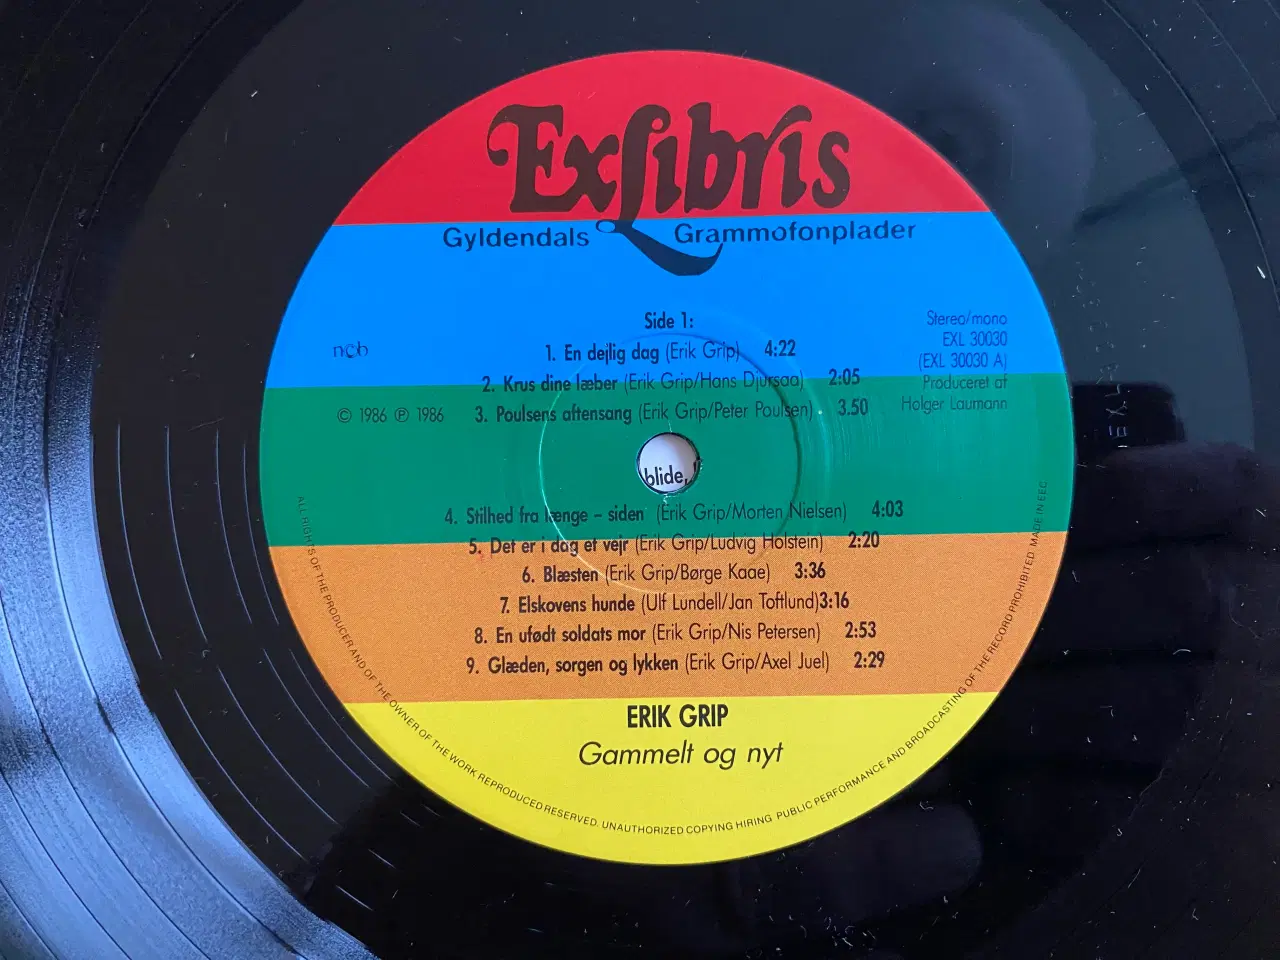 Exlibris
Gyldendals Grammofonplader
Side 1:
ncb
Stereo/mono
EXL 30030
(EXL 30030 A)
Produceret af
Holger Laumann
© 1986 ℗ 1986
1. En dejlig dag (Erik Grip) 4:22
2. Krus dine læber (Erik Grip/Hans Djursaa) 2:05
3. Poulsens aftensang (Erik Grip/Peter Poulsen) 3.50
blide,
4. Stilhed fra længe – siden (Erik Grip/Morten Nielsen) 4:03
5. Det er i dag et vejr (Erik Grip/Ludvig Holstein) 2:20
6. Blæsten (Erik Grip/Børge Kaae) 3:36
7. Elskovens hunde (Ulf Lundell/Jan Toftlund)3:16
8. En ufødt soldats mor (Erik Grip/Nis Petersen) 2:53
9. Glæden, sorgen og lykken (Erik Grip/Axel Juel) 2:29
ERIK GRIP
Gammelt og nyt
ALL RIGHTS OF THE PRODUCER AND OF THE OWNER OF THE WORK REPRODUCED RESERVED. UNAUTHORIZED COPYING HIRING PUBLIC PERFORMANCE AND BROADCASTING OF THE RECORD PROHIBITED MADE IN EEC